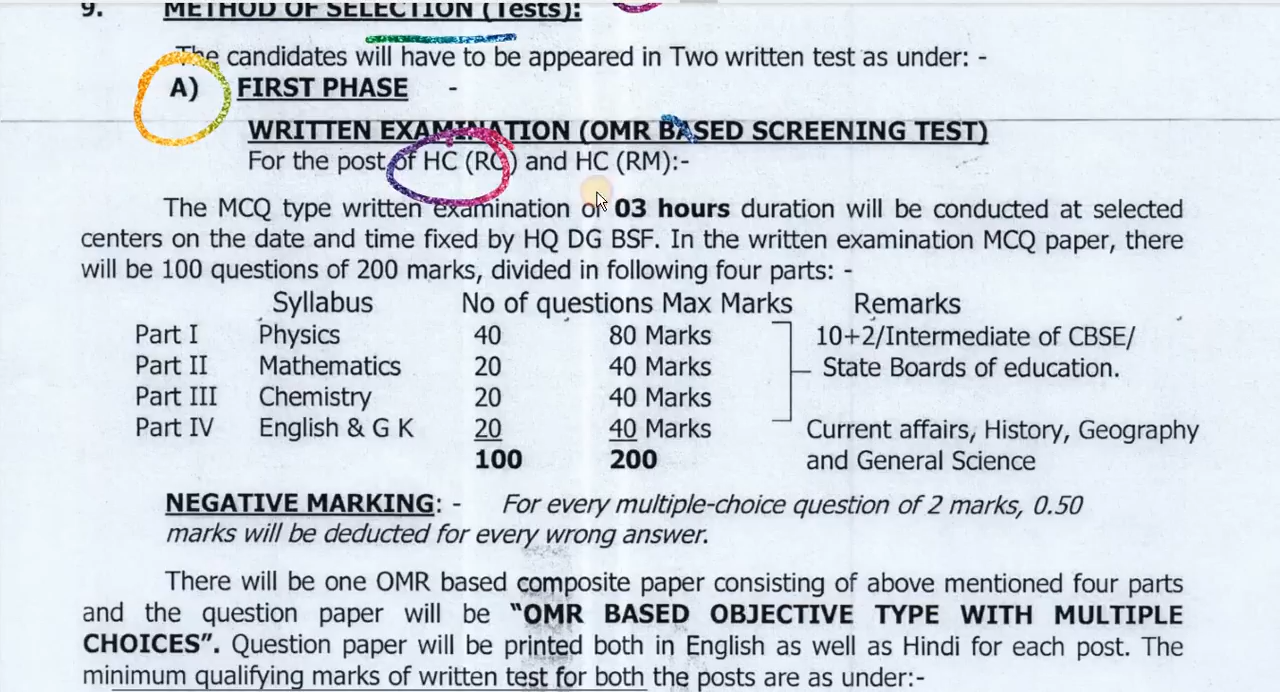 9. METHOD OF SELECTION (Tests):
The candidates will have to be appeared in Two written test as under: -
A) FIRST PHASE -
WRITTEN EXAMINATION (OMR BASED SCREENING TEST)
For the post of HC (RO) and HC (RM):-
The MCQ type written examination of 03 hours duration will be conducted at selected
centers on the date and time fixed by HQ DG BSF. In the written examination MCQ paper, there
will be 100 questions of 200 marks, divided in following four parts: -
Syllabus No of questions Max Marks Remarks
Part I Physics 40 80 Marks 10+2/Intermediate of CBSE/
Part II Mathematics 20 40 Marks State Boards of education.
Part III Chemistry 20 40 Marks
Part IV English & G K 20 40 Marks Current affairs, History, Geography
100 200 and General Science
NEGATIVE MARKING: - For every multiple-choice question of 2 marks, 0.50
marks will be deducted for every wrong answer.
There will be one OMR based composite paper consisting of above mentioned four parts
and the question paper will be "OMR BASED OBJECTIVE TYPE WITH MULTIPLE
CHOICES". Question paper will be printed both in English as well as Hindi for each post. The
minimum qualifying marks of written test for both the posts are as under:-